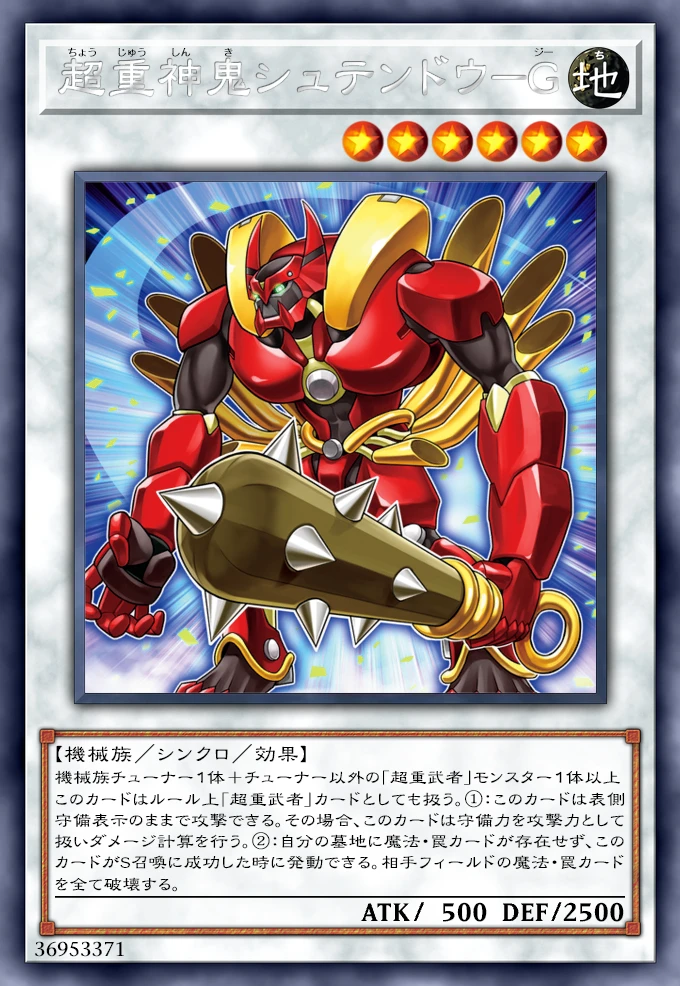 ちょう じゅう しん き ジー
超重神鬼シュテンドウーG
ち
地
【機械族／シンクロ／効果】
機械族チューナー1体＋チューナー以外の「超重武者」モンスター1体以上
このカードはルール上「超重武者」カードとしても扱う。①：このカードは表側
守備表示のままで攻撃できる。その場合、このカードは守備力を攻撃力として
扱いダメージ計算を行う。②：自分の墓地に魔法・罠カードが存在せず、この
カードがS召喚に成功した時に発動できる。相手フィールドの魔法・罠カード
を全て破壊する。
ATK/ 500 DEF/2500
36953371